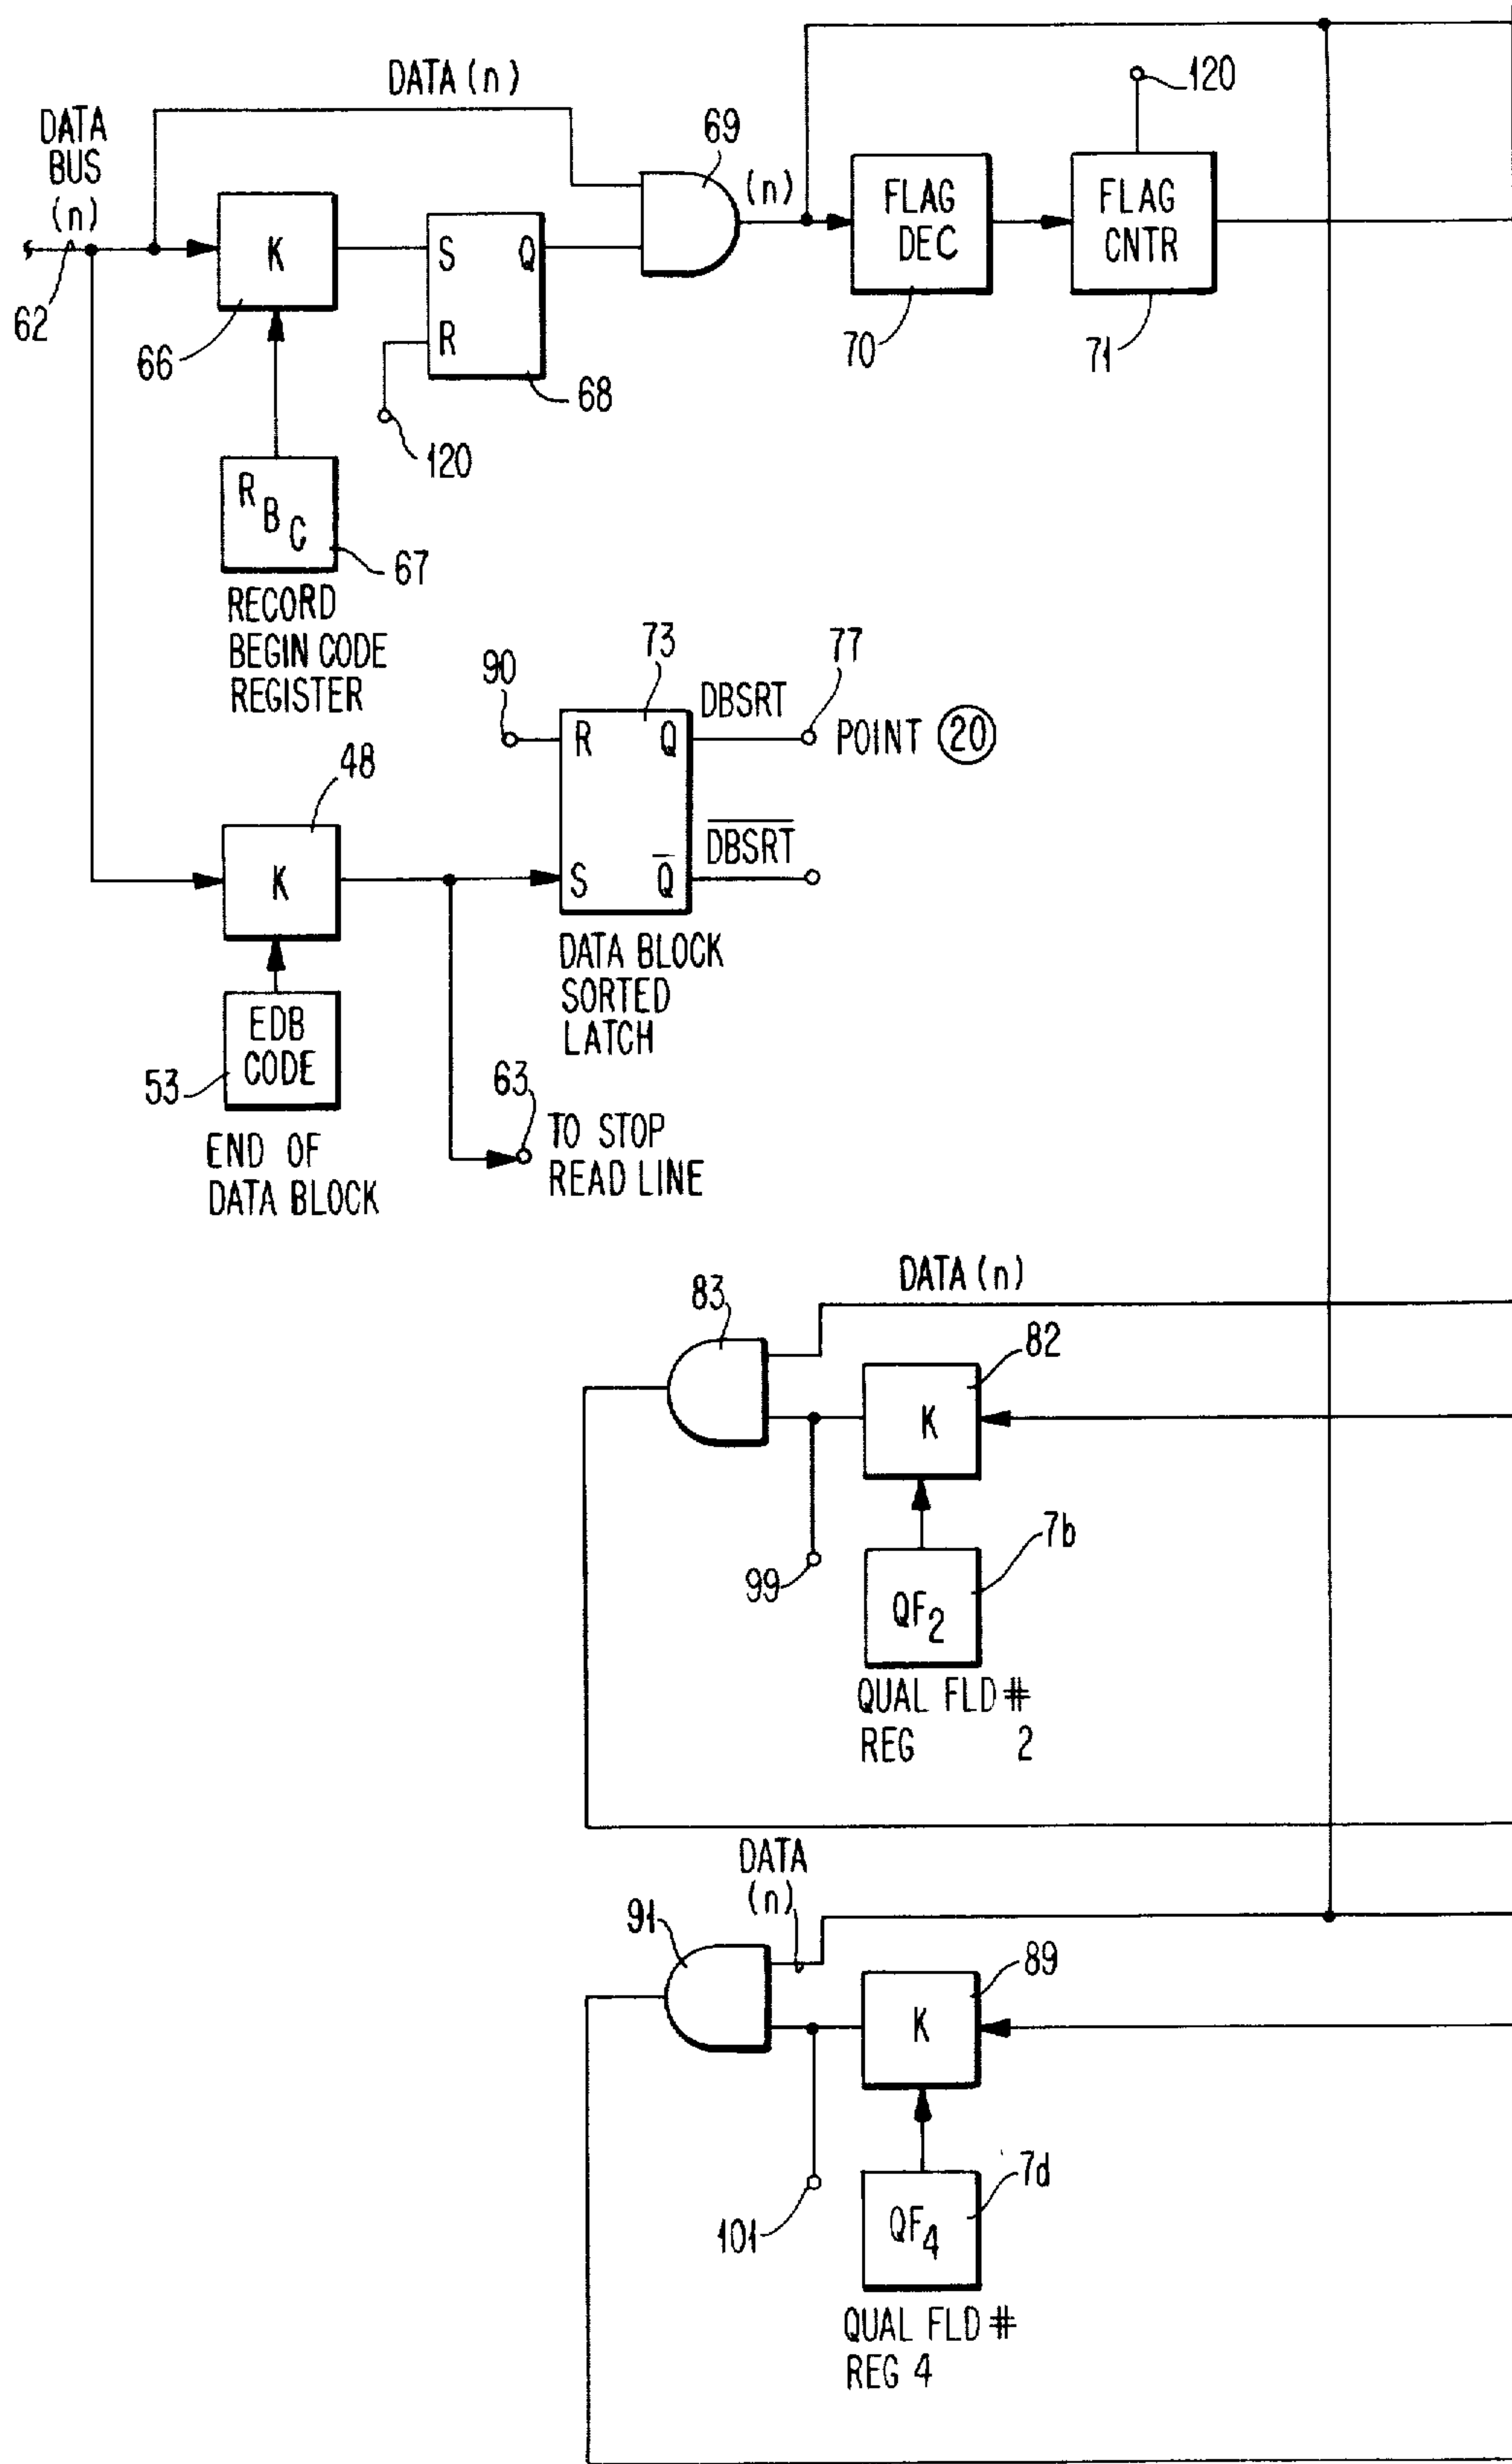 120
DATA (n)
69
DATA
BUS
(n)
(n)
FLAG
DEC
FLAG
CNTR
K
S Q
R
62
66
70
71
68
120
R B C
67
RECORD
BEGIN CODE
REGISTER
73
77
90
DBSRT
R Q
POINT 20
48
DBSRT
K
S Q
DATA BLOCK
SORTED
LATCH
EDB
CODE
53
63
TO STOP
READ LINE
END OF
DATA BLOCK
DATA (n)
83
82
K
7b
99
QF2
QUAL FLD #
REG 2
DATA
(n)
91
89
K
7d
101
QF4
QUAL FLD #
REG 4